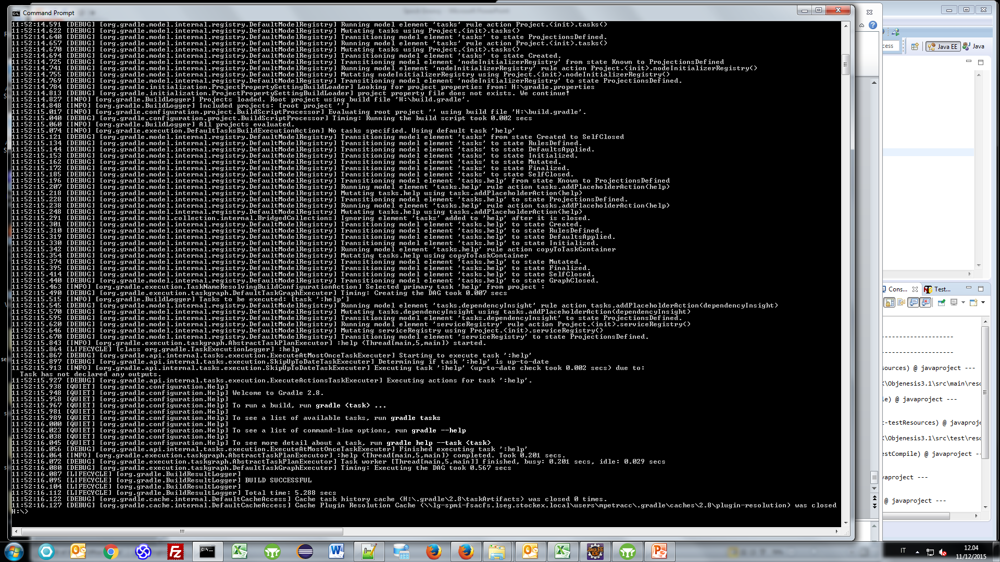 Command Prompt
11:52:14.591 [DEBUG] [org.gradle.model.internal.registry.DefaultModelRegistry] Running model element 'tasks' rule action Project.<init>.tasks()
11:52:14.622 [DEBUG] [org.gradle.model.internal.registry.DefaultModelRegistry] Mutating tasks using Project.<init>.tasks()
11:52:14.640 [DEBUG] [org.gradle.model.internal.registry.DefaultModelRegistry] Transitioning model element 'tasks' to state ProjectionsDefined.
11:52:14.657 [DEBUG] [org.gradle.model.internal.registry.DefaultModelRegistry] Running model element 'tasks' rule action Project.<init>.tasks()
11:52:14.670 [DEBUG] [org.gradle.model.internal.registry.DefaultModelRegistry] Mutating tasks using Project.<init>.tasks()
11:52:14.694 [DEBUG] [org.gradle.model.internal.registry.DefaultModelRegistry] Transitioning model element 'tasks' to state Created.
11:52:14.725 [DEBUG] [org.gradle.model.internal.registry.DefaultModelRegistry] Transitioning model element 'nodeInitializerRegistry' from state Known to ProjectionsDefined
11:52:14.741 [DEBUG] [org.gradle.model.internal.registry.DefaultModelRegistry] Running model element 'nodeInitializerRegistry' rule action Project.<init>.nodeInitializerRegistry()
11:52:14.755 [DEBUG] [org.gradle.model.internal.registry.DefaultModelRegistry] Mutating nodeInitializerRegistry using Project.<init>.nodeInitializerRegistry()
11:52:14.769 [DEBUG] [org.gradle.model.internal.registry.DefaultModelRegistry] Transitioning model element 'nodeInitializerRegistry' to state ProjectionsDefined.
11:52:14.784 [DEBUG] [org.gradle.initialization.ProjectPropertySettingBuildLoader] Looking for project properties from: H:\gradle.properties
11:52:14.813 [DEBUG] [org.gradle.initialization.ProjectPropertySettingBuildLoader] project property file does not exists. We continue!
11:52:14.827 [INFO] [org.gradle.BuildLogger] Projects loaded. Root project using build file 'H:\build.gradle'.
11:52:14.848 [INFO] [org.gradle.BuildLogger] Included projects: [root project '']
11:52:15.017 [INFO] [org.gradle.configuration.project.BuildScriptProcessor] Evaluating root project '' using build file 'H:\build.gradle'.
11:52:15.040 [DEBUG] [org.gradle.configuration.project.BuildScriptProcessor] Timing: Running the build script took 0.002 secs
11:52:15.060 [INFO] [org.gradle.BuildLogger] All projects evaluated.
11:52:15.074 [INFO] [org.gradle.execution.DefaultTasksBuildExecutionAction] No tasks specified. Using default task 'help'
11:52:15.121 [DEBUG] [org.gradle.model.internal.registry.DefaultModelRegistry] Transitioning model element 'tasks' from state Created to SelfClosed
11:52:15.134 [DEBUG] [org.gradle.model.internal.registry.DefaultModelRegistry] Transitioning model element 'tasks' to state RulesDefined.
11:52:15.144 [DEBUG] [org.gradle.model.internal.registry.DefaultModelRegistry] Transitioning model element 'tasks' to state DefaultsApplied.
11:52:15.153 [DEBUG] [org.gradle.model.internal.registry.DefaultModelRegistry] Transitioning model element 'tasks' to state Initialized.
11:52:15.162 [DEBUG] [org.gradle.model.internal.registry.DefaultModelRegistry] Transitioning model element 'tasks' to state Mutated.
11:52:15.172 [DEBUG] [org.gradle.model.internal.registry.DefaultModelRegistry] Transitioning model element 'tasks' to state Finalized.
11:52:15.185 [DEBUG] [org.gradle.model.internal.registry.DefaultModelRegistry] Transitioning model element 'tasks' to state SelfClosed.
11:52:15.196 [DEBUG] [org.gradle.model.internal.registry.DefaultModelRegistry] Transitioning model element 'tasks.help' from state Known to ProjectionsDefined
11:52:15.207 [DEBUG] [org.gradle.model.internal.registry.DefaultModelRegistry] Running model element 'tasks.help' rule action tasks.addPlaceholderAction(help)
11:52:15.218 [DEBUG] [org.gradle.model.internal.registry.DefaultModelRegistry] Mutating tasks.help using tasks.addPlaceholderAction(help)
11:52:15.228 [DEBUG] [org.gradle.model.internal.registry.DefaultModelRegistry] Transitioning model element 'tasks.help' to state ProjectionsDefined.
11:52:15.238 [DEBUG] [org.gradle.model.internal.registry.DefaultModelRegistry] Running model element 'tasks.help' rule action tasks.addPlaceholderAction(help)
11:52:15.248 [DEBUG] [org.gradle.model.internal.registry.DefaultModelRegistry] Mutating tasks.help using tasks.addPlaceholderAction(help)
11:52:15.291 [DEBUG] [org.gradle.model.collection.internal.BridgedCollections] Ignoring element 'tasks' added to 'help' after it is closed.
11:52:15.301 [DEBUG] [org.gradle.model.internal.registry.DefaultModelRegistry] Transitioning model element 'tasks.help' to state Created.
11:52:15.310 [DEBUG] [org.gradle.model.internal.registry.DefaultModelRegistry] Transitioning model element 'tasks.help' to state RulesDefined.
11:52:15.319 [DEBUG] [org.gradle.model.internal.registry.DefaultModelRegistry] Transitioning model element 'tasks.help' to state DefaultsApplied.
11:52:15.330 [DEBUG] [org.gradle.model.internal.registry.DefaultModelRegistry] Transitioning model element 'tasks.help' to state Initialized.
11:52:15.342 [DEBUG] [org.gradle.model.internal.registry.DefaultModelRegistry] Running model element 'tasks.help' rule action copyToTaskContainer
11:52:15.354 [DEBUG] [org.gradle.model.internal.registry.DefaultModelRegistry] Mutating tasks.help using copyToTaskContainer
11:52:15.374 [DEBUG] [org.gradle.model.internal.registry.DefaultModelRegistry] Transitioning model element 'tasks.help' to state Mutated.
11:52:15.395 [DEBUG] [org.gradle.model.internal.registry.DefaultModelRegistry] Transitioning model element 'tasks.help' to state Finalized.
11:52:15.414 [DEBUG] [org.gradle.model.internal.registry.DefaultModelRegistry] Transitioning model element 'tasks.help' to state SelfClosed.
11:52:15.440 [DEBUG] [org.gradle.model.internal.registry.DefaultModelRegistry] Transitioning model element 'tasks.help' to state GraphClosed.
11:52:15.463 [INFO] [org.gradle.execution.TaskNameResolvingBuildConfigurationAction] Selected primary task 'help' from project :
11:52:15.490 [DEBUG] [org.gradle.execution.taskgraph.DefaultTaskGraphExecuter] Timing: Creating the DAG took 0.007 secs
11:52:15.515 [INFO] [org.gradle.BuildLogger] Tasks to be executed: [task ':help']
11:52:15.545 [DEBUG] [org.gradle.model.internal.registry.DefaultModelRegistry] Running model element 'tasks.dependencyInsight' rule action tasks.addPlaceholderAction(dependencyInsight)
11:52:15.570 [DEBUG] [org.gradle.model.internal.registry.DefaultModelRegistry] Mutating tasks.dependencyInsight using tasks.addPlaceholderAction(dependencyInsight)
11:52:15.595 [DEBUG] [org.gradle.model.internal.registry.DefaultModelRegistry] Transitioning model element 'tasks.dependencyInsight' to state ProjectionsDefined.
11:52:15.620 [DEBUG] [org.gradle.model.internal.registry.DefaultModelRegistry] Running model element 'serviceRegistry' rule action Project.<init>.serviceRegistry()
11:52:15.646 [DEBUG] [org.gradle.model.internal.registry.DefaultModelRegistry] Mutating serviceRegistry using Project.<init>.serviceRegistry()
11:52:15.670 [DEBUG] [org.gradle.model.internal.registry.DefaultModelRegistry] Transitioning model element 'serviceRegistry' to state ProjectionsDefined.
11:52:15.843 [INFO] [org.gradle.execution.taskgraph.AbstractTaskPlanExecutor] :help (Thread[main,5,main]) started.
11:52:15.864 [LIFECYCLE] [class org.gradle.TaskExecutionLogger] :help
11:52:15.867 [DEBUG] [org.gradle.api.internal.tasks.execution.ExecuteAtMostOnceTaskExecuter] Starting to execute task ':help'
11:52:15.897 [DEBUG] [org.gradle.api.internal.tasks.execution.SkipUpToDateTaskExecuter] Determining if task ':help' is up-to-date
11:52:15.913 [INFO] [org.gradle.api.internal.tasks.execution.SkipUpToDateTaskExecuter] Executing task ':help' (up-to-date check took 0.002 secs) due to:
Task has not declared any outputs.
11:52:15.927 [DEBUG] [org.gradle.api.internal.tasks.execution.ExecuteActionsTaskExecuter] Executing actions for task ':help'.
11:52:15.938 [QUIET] [org.gradle.configuration.Help]
11:52:15.948 [QUIET] [org.gradle.configuration.Help] Welcome to Gradle 2.8.
11:52:15.958 [QUIET] [org.gradle.configuration.Help]
11:52:15.967 [QUIET] [org.gradle.configuration.Help] To run a build, run gradle <task> ...
11:52:15.981 [QUIET] [org.gradle.configuration.Help]
11:52:15.989 [QUIET] [org.gradle.configuration.Help] To see a list of available tasks, run gradle tasks
11:52:16.000 [QUIET] [org.gradle.configuration.Help]
11:52:16.023 [QUIET] [org.gradle.configuration.Help] To see a list of command-line options, run gradle --help
11:52:16.038 [QUIET] [org.gradle.configuration.Help]
11:52:16.045 [QUIET] [org.gradle.configuration.Help] To see more detail about a task, run gradle help --task <task>
11:52:16.056 [DEBUG] [org.gradle.api.internal.tasks.execution.ExecuteAtMostOnceTaskExecuter] Finished executing task ':help'
11:52:16.064 [INFO] [org.gradle.execution.taskgraph.AbstractTaskPlanExecutor] :help (Thread[main,5,main]) completed. Took 0.201 secs.
11:52:16.072 [DEBUG] [org.gradle.execution.taskgraph.AbstractTaskPlanExecutor] Task worker [Thread[main,5,main]] finished, busy: 0.201 secs, idle: 0.029 secs
11:52:16.080 [DEBUG] [org.gradle.execution.taskgraph.DefaultTaskGraphExecuter] Timing: Executing the DAG took 0.567 secs
11:52:16.087 [LIFECYCLE] [org.gradle.BuildResultLogger]
11:52:16.095 [LIFECYCLE] [org.gradle.BuildResultLogger] BUILD SUCCESSFUL
11:52:16.104 [LIFECYCLE] [org.gradle.BuildResultLogger]
11:52:16.112 [LIFECYCLE] [org.gradle.BuildResultLogger] Total time: 5.288 secs
11:52:16.122 [DEBUG] [org.gradle.cache.internal.DefaultCacheAccess] Cache task history cache (H:\.gradle\2.8\taskArtifacts) was closed 0 times.
11:52:16.127 [DEBUG] [org.gradle.cache.internal.DefaultCacheAccess] Cache Plugin Resolution Cache (\\lg-spmi-fsacfs.lseg.stockex.local\users\mpetracc\.gradle\caches\2.8\plugin-resolution) was closed
H:\>
cess
Java EE
Java
Cons...
Test...
--------------------
--------------------
sources) @ javaproject ---
\Objenesis3.1\src\main\reso
le) @ javaproject ---
t-testResources) @ javaproje
\Objenesis3.1\src\test\reso
estCompile) @ javaproject --
vaproject ---
@ javaproject ---
IT
12.04
11/12/2015